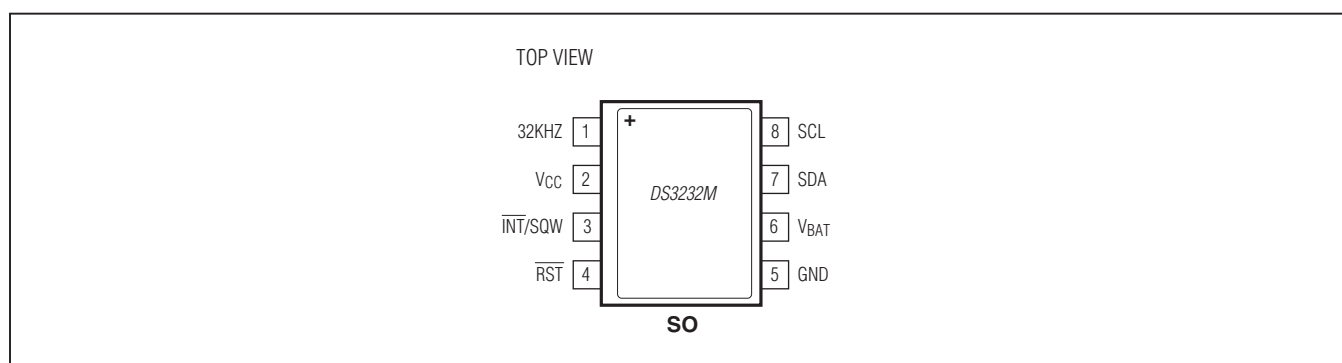 TOP VIEW
32KHZ 1 + 8 SCL
VCC 2 DS3232M 7 SDA
INT/SQW 3 6 VBAT
RST 4 5 GND
SO